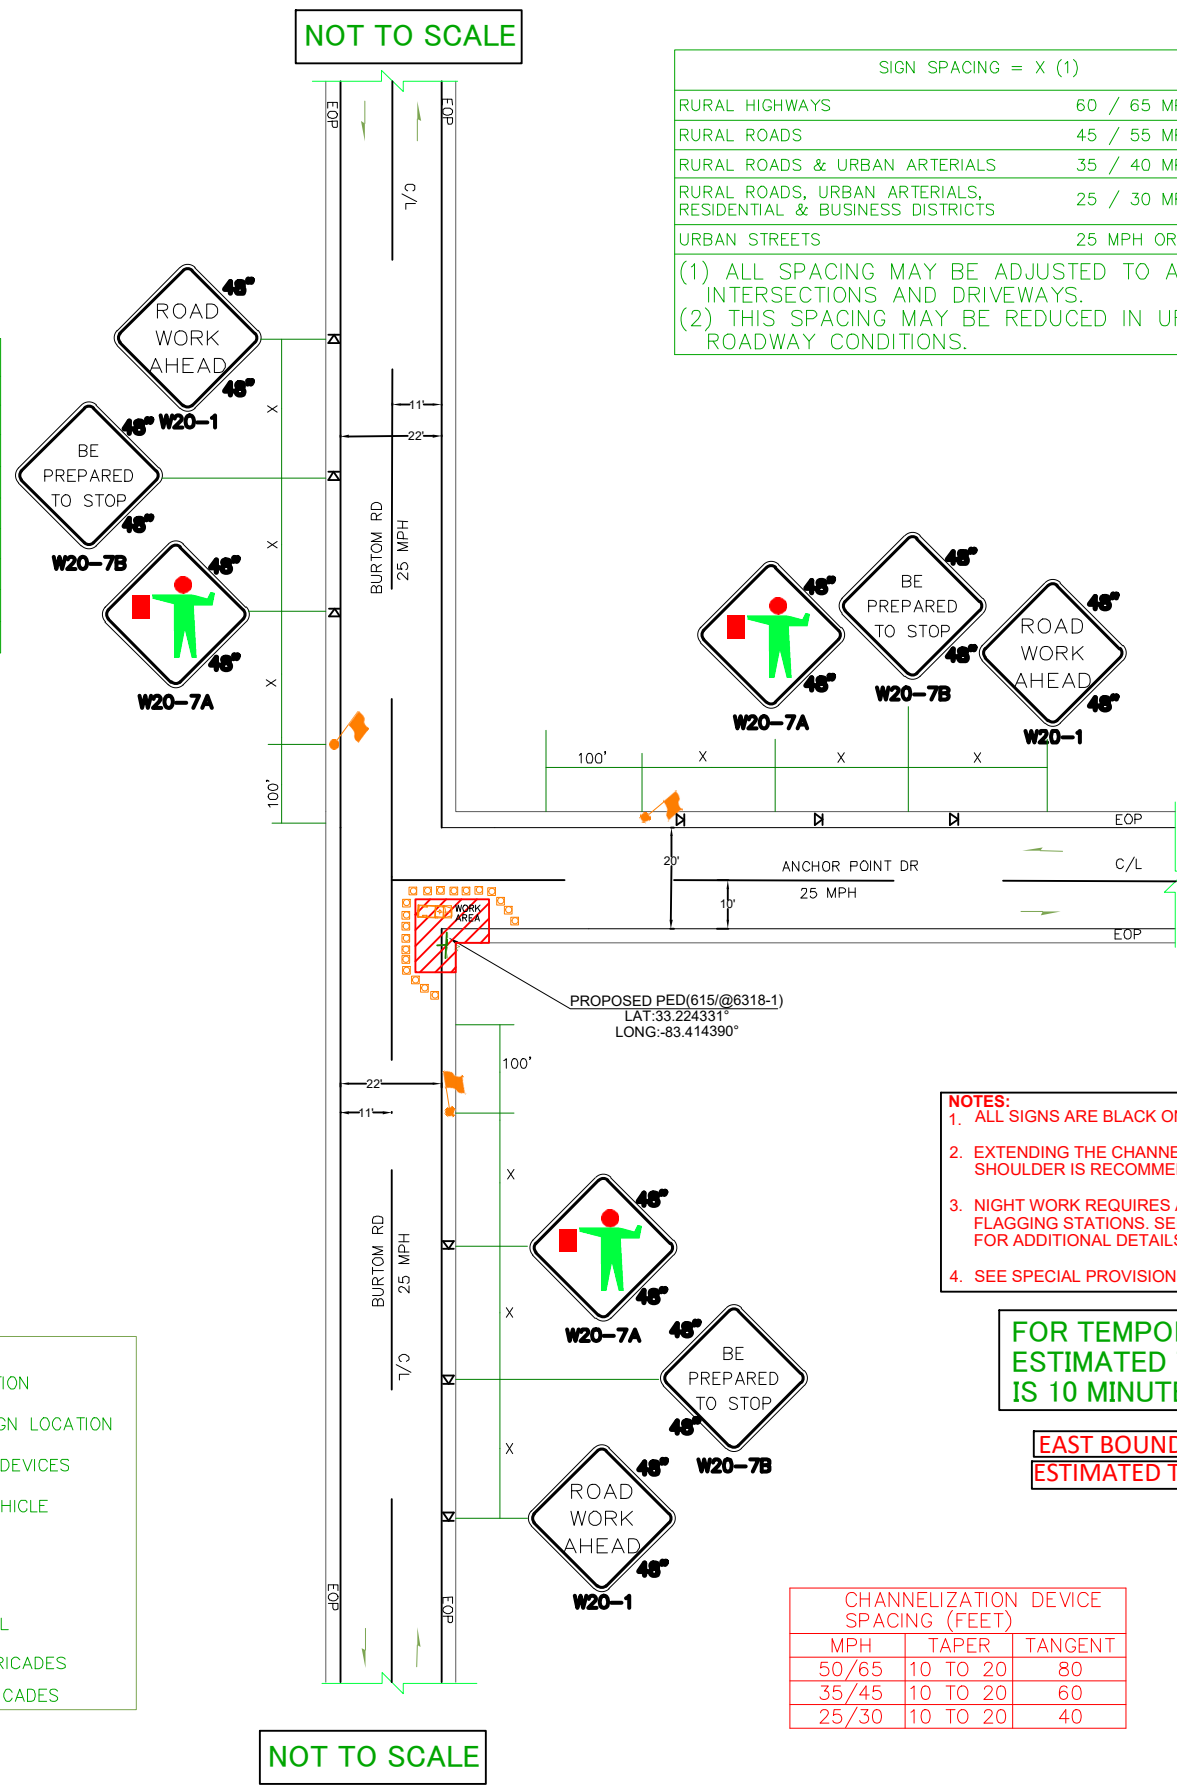 NOT TO SCALE
SIGN SPACING = X (1)
RURAL HIGHWAYS 60 / 65
RURAL ROADS 45 / 55
RURAL ROADS & URBAN ARTERIALS 35 / 40
RURAL ROADS, URBAN ARTERIALS,
RESIDENTIAL & BUSINESS DISTRICTS 25 / 30
URBAN STREETS 25 MPH OR
(1) ALL SPACING MAY BE ADJUSTED TO A
INTERSECTIONS AND DRIVEWAYS.
(2) THIS SPACING MAY BE REDUCED IN
ROADWAY CONDITIONS.
EOP
EOP
C/L
48"
ROAD
WORK
AHEAD
48"
W20-1
X
48"
BE
PREPARED
TO STOP
48"
W20-7B
X
48"
48"
W20-7A
X
100'
11'
22'
BURTOM RD
25 MPH
48"
48"
W20-7A
48"
BE
PREPARED
TO STOP
48"
W20-7B
48"
ROAD
WORK
AHEAD
48"
W20-1
100'
X
X
X
EOP
20'
ANCHOR POINT DR
C/L
25 MPH
10'
EOP
WORK
AREA
PROPOSED PED(615/@6318-1)
LAT:33.224331°
LONG:-83.414390°
100'
22'
11'
X
BURTOM RD
25 MPH
C/L
48"
48"
W20-7A
X
48"
BE
PREPARED
TO STOP
48"
W20-7B
X
48"
ROAD
WORK
AHEAD
48"
W20-1
EOP
EOP
NOTES:
1. ALL SIGNS ARE BLACK
2. EXTENDING THE
SHOULDER IS
3. NIGHT WORK REQUIRES
FLAGGING STATIONS.
FOR ADDITIONAL DETAILS
4. SEE SPECIAL PROVISION
FOR
ESTIMATED
IS 10
EAST BOUND
ESTIMATED
LOCATION
DEVICES
CHANNELIZATION DEVICE
SPACING (FEET)
MPH TAPER TANGENT
50/65 10 TO 20 80
35/45 10 TO 20 60
25/30 10 TO 20 40
NOT TO SCALE